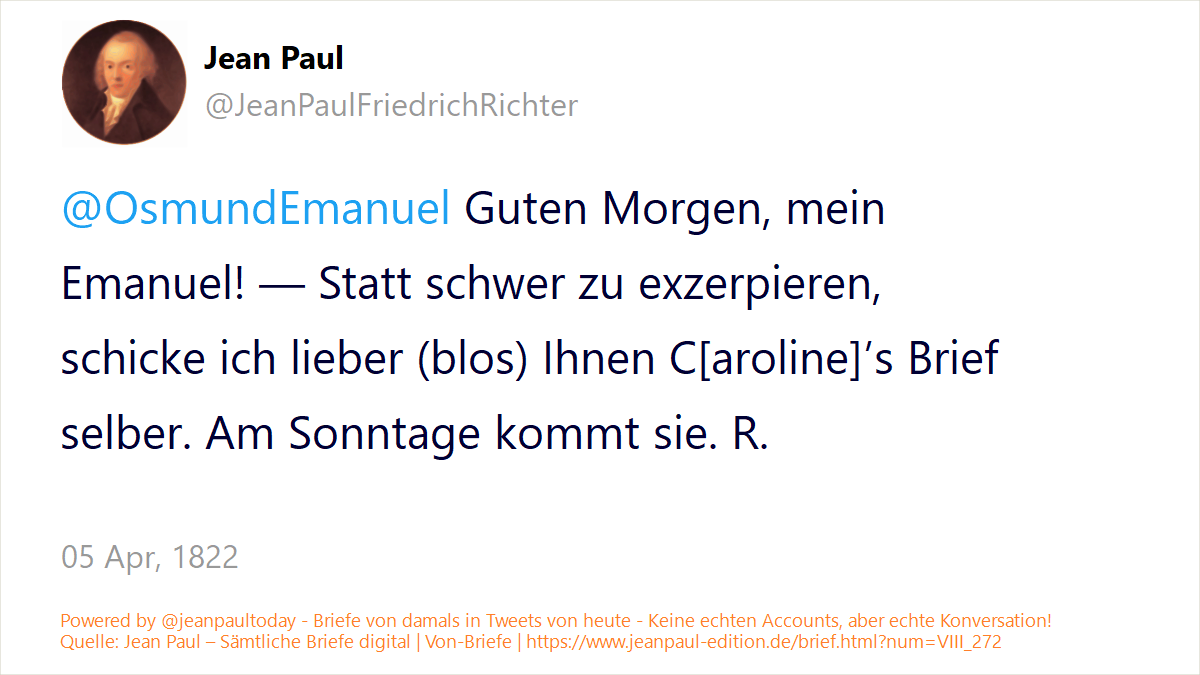 Jean Paul
@JeanPaulFriedrichRichter
@OsmundEmanuel Guten Morgen, mein
Emanuel! — Statt schwer zu exzerpieren,
schicke ich lieber (blos) Ihnen C[aroline]’s Brief
selber. Am Sonntage kommt sie. R.
05 Apr, 1822
Powered by @jeanpaultoday - Briefe von damals in Tweets von heute - Keine echten Accounts, aber echte Konversation!
Quelle: Jean Paul – Sämtliche Briefe digital | Von-Briefe | https://www.jeanpaul-edition.de/brief.html?num=VIII_272